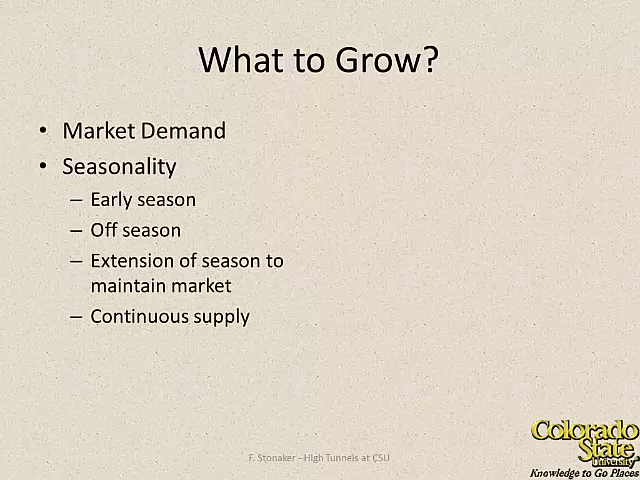 What to Grow?
• Market Demand
• Seasonality
– Early season
– Off season
– Extension of season to
maintain market
– Continuous supply
F. Stonaker - High Tunnels at CSU
Colorado
State
University
Knowledge to Go Places